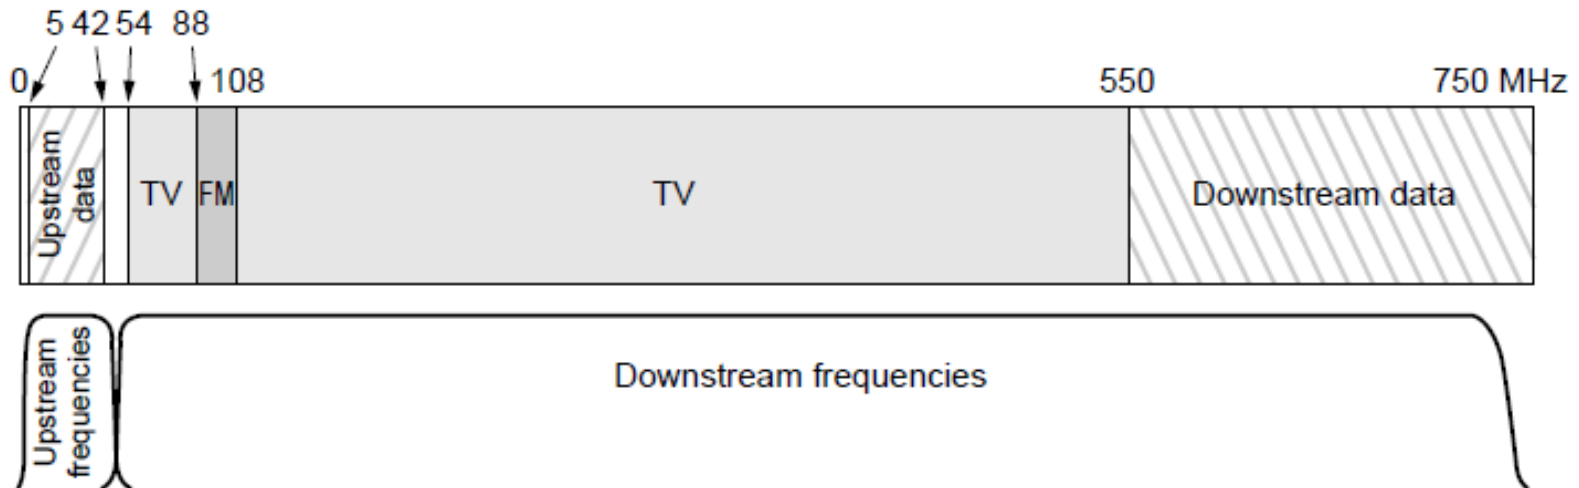 5 42 54 88
0 108 550 750 MHz
Upstream
data
TV
FM
TV
Downstream data
Upstream
frequencies
Downstream frequencies